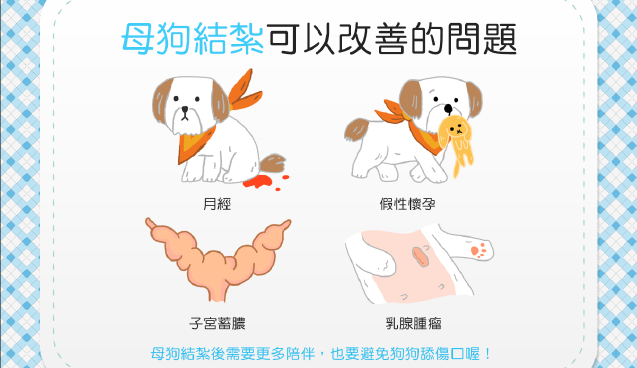 母狗結紮可以改善的問題
月經
假性懷孕
子宮蓄膿
乳腺腫瘤
母狗結紮後需要更多陪伴，也要避免狗狗舔傷口喔！